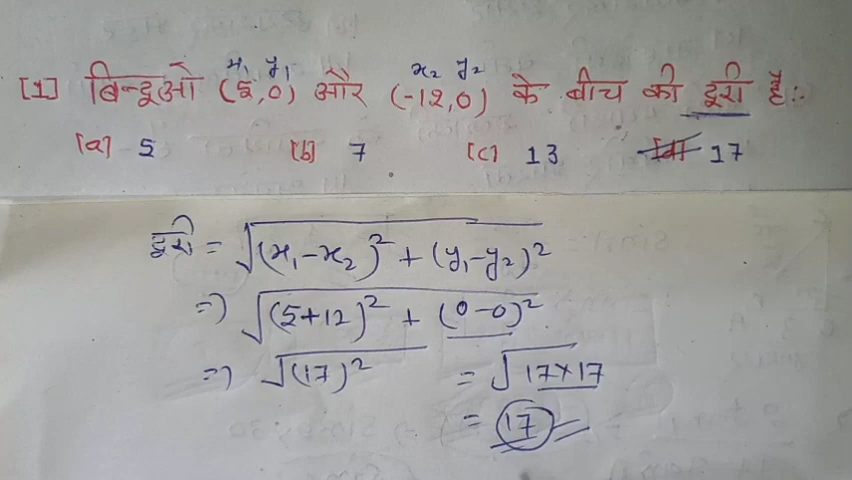 x₁ y₁ x₂ y₂
[1] बिन्दूओ (5,0) और (-12,0) के बीच की दूरी है:-
[a] 5 [b] 7 [c] 13 [d] 17
दूरी = √(x₁-x₂)² + (y₁-y₂)²
=> √(5+12)² + (0-0)²
=> √(17)² = √17×17
= 17